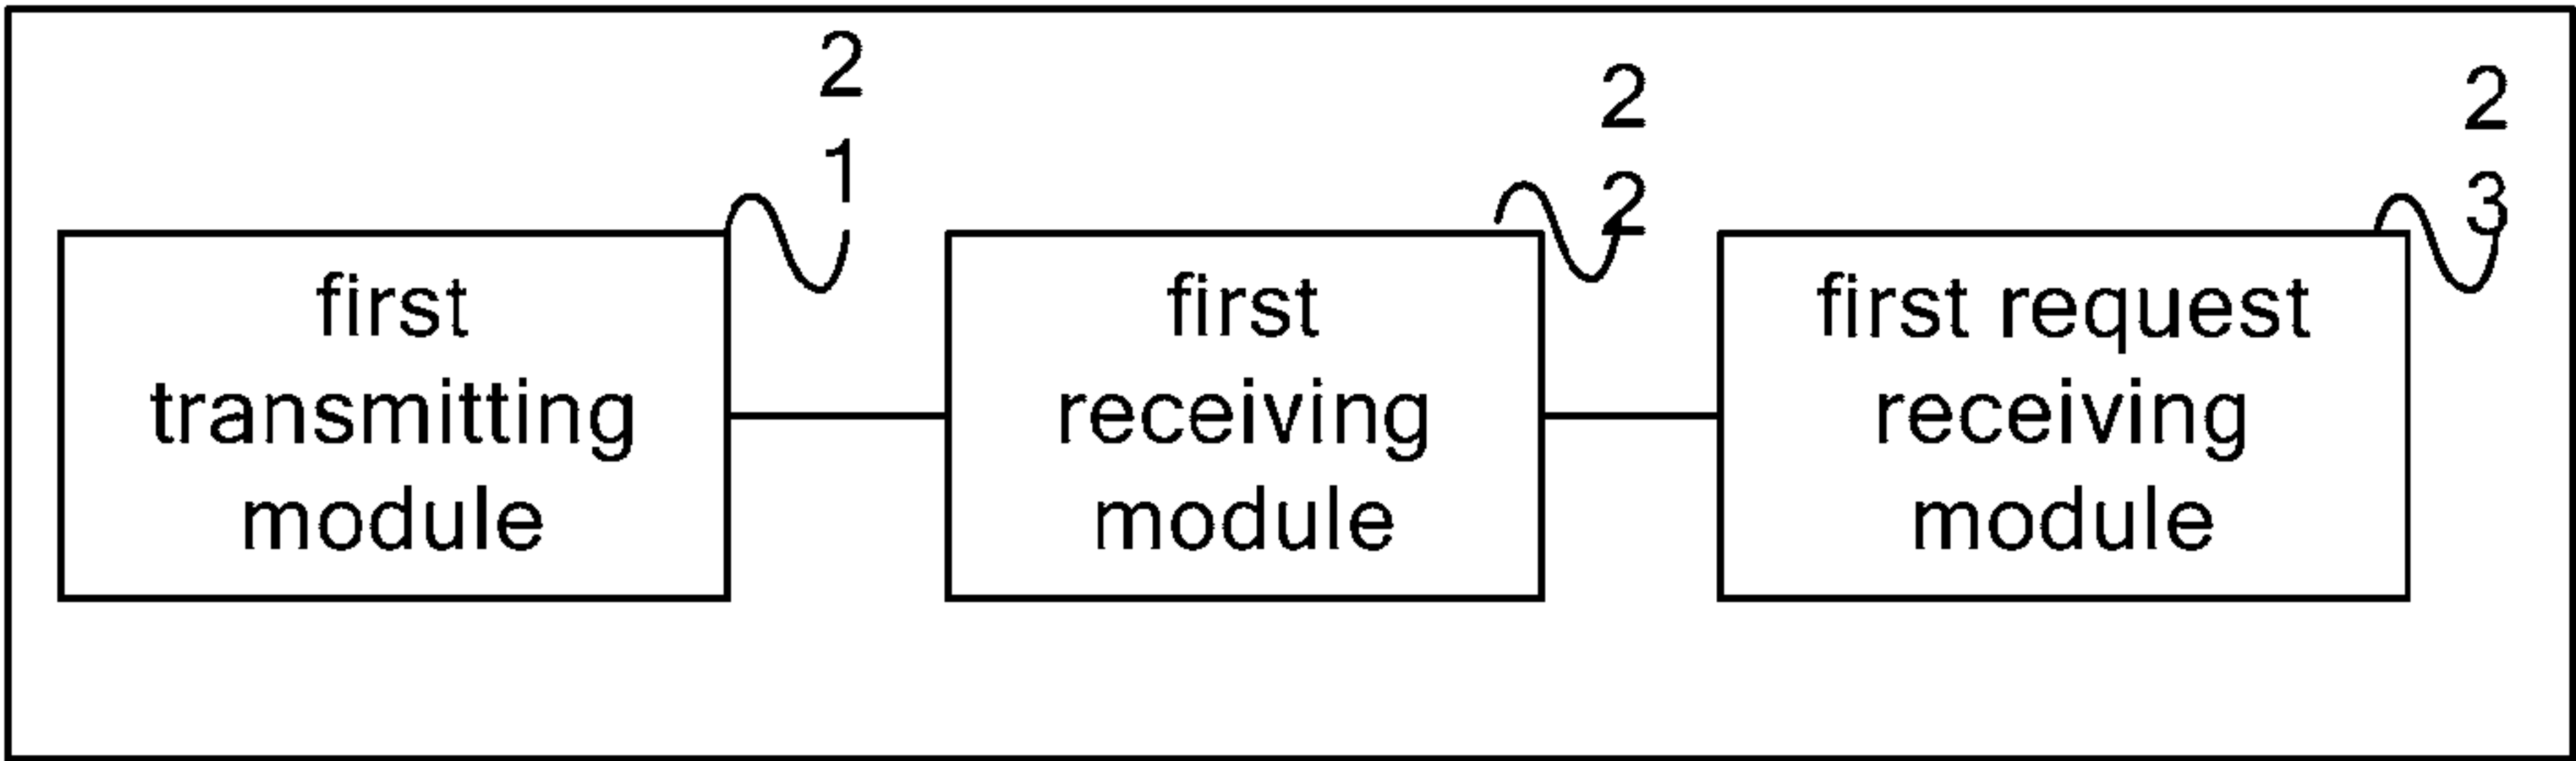 2
1
2
2
2
3
first
transmitting
module
first
receiving
module
first request
receiving
module